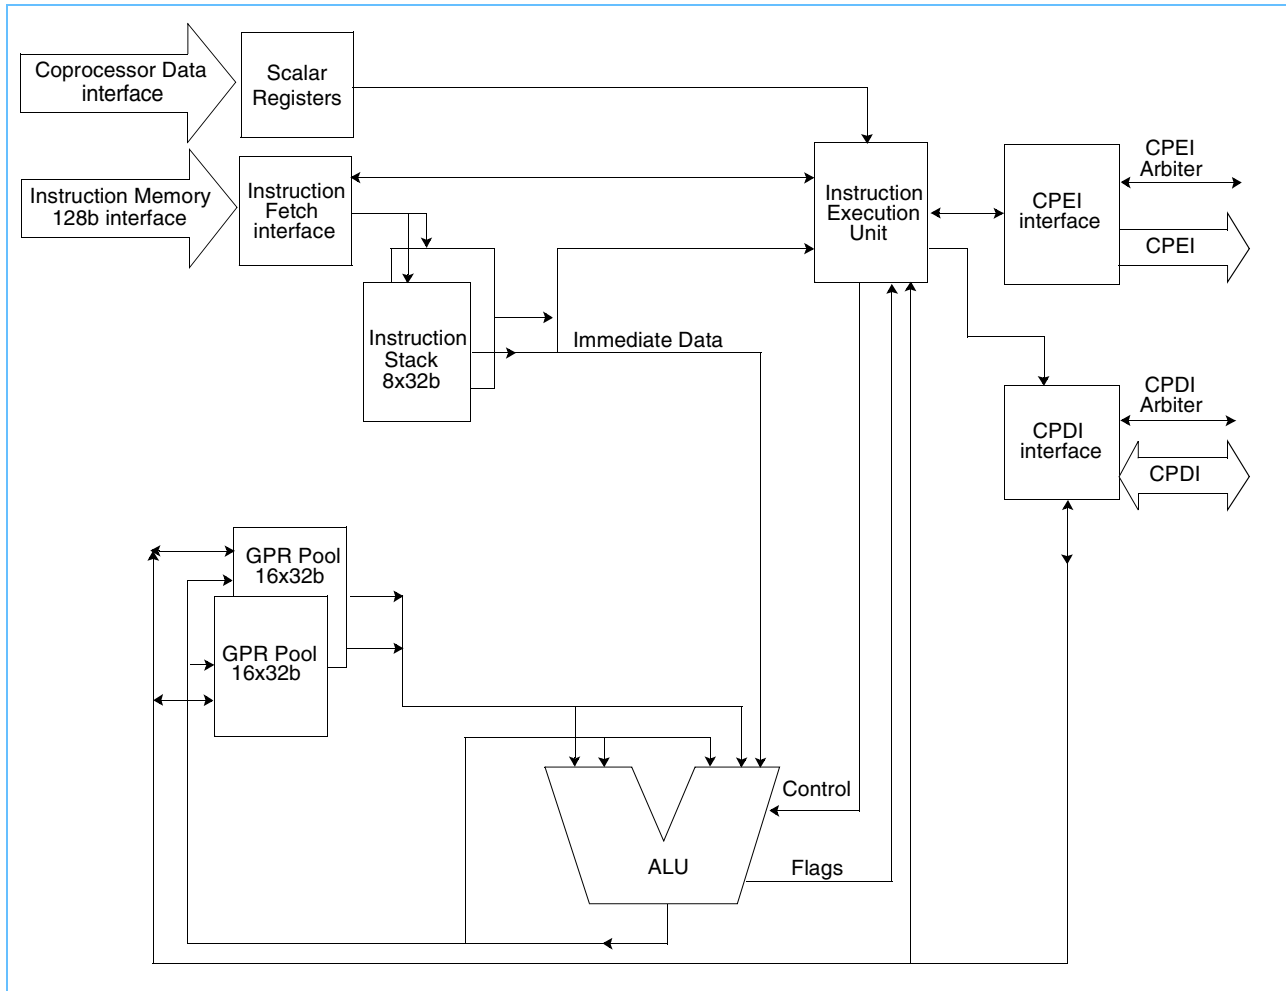 Coprocessor Data
interface
Scalar
Registers
Instruction Memory
128b interface
Instruction
Fetch
interface
Instruction
Execution
Unit
CPEI
interface
CPEI
Arbiter
CPEI
Instruction
Stack
8x32b
Immediate Data
CPDI
interface
CPDI
Arbiter
CPDI
GPR Pool
16x32b
GPR Pool
16x32b
Control
ALU
Flags